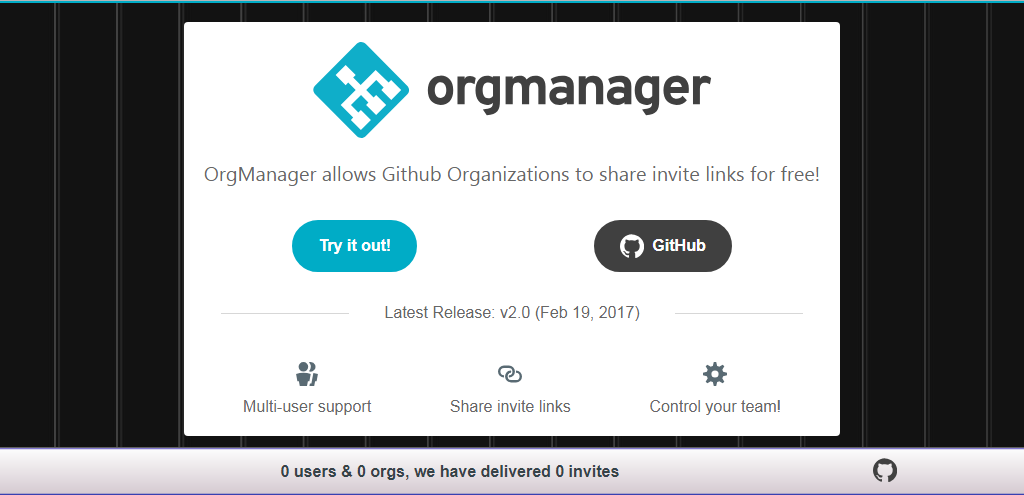 orgmanager
OrgManager allows Github Organizations to share invite links for free!
Try it out!
GitHub
Latest Release: v2.0 (Feb 19, 2017)
Multi-user support
Share invite links
Control your team!
0 users & 0 orgs, we have delivered 0 invites